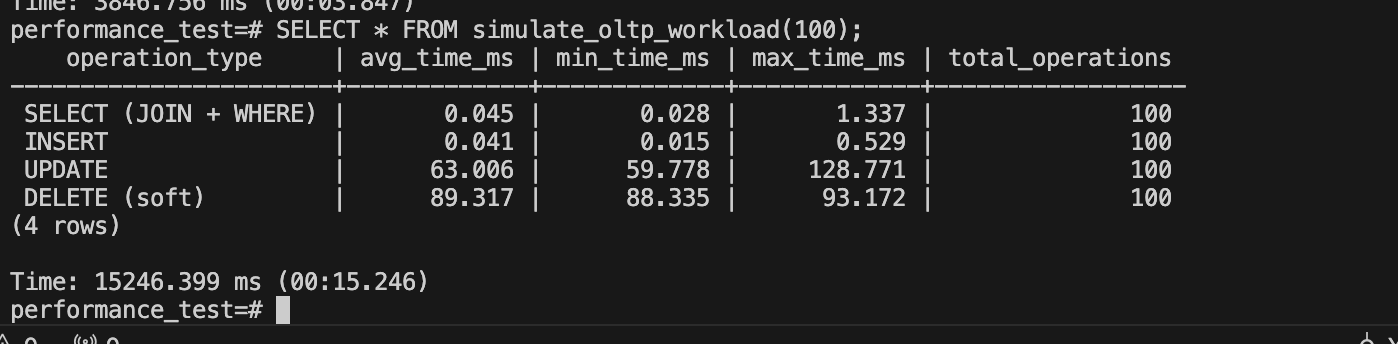 Time: 3846.756 ms (00:03.847)
performance_test=# SELECT * FROM simulate_oltp_workload(100);
    operation_type     | avg_time_ms | min_time_ms | max_time_ms | total_operations
-----------------------+-------------+-------------+-------------+------------------
 SELECT (JOIN + WHERE) |       0.045 |       0.028 |       1.337 |              100
 INSERT                |       0.041 |       0.015 |       0.529 |              100
 UPDATE                |      63.006 |      59.778 |     128.771 |              100
 DELETE (soft)         |      89.317 |      88.335 |      93.172 |              100
(4 rows)
Time: 15246.399 ms (00:15.246)
performance_test=#
0 0